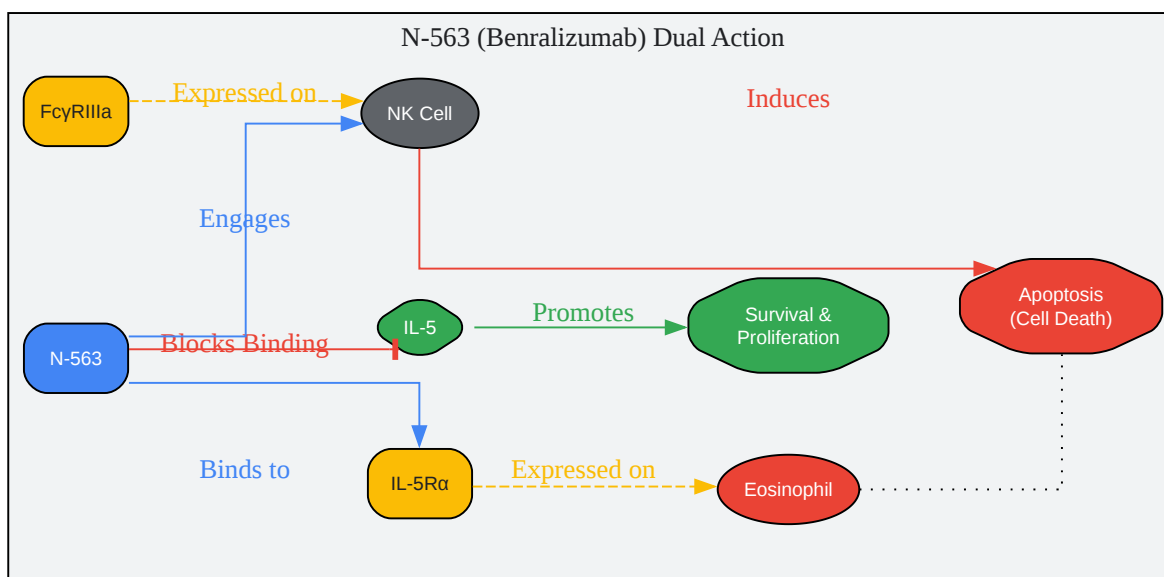 N-563 (Benralizumab) Dual Action
FcγRIIIa
Expressed on
NK Cell
Induces
Engages
N-563
Blocks Binding
IL-5
Promotes
Survival &
Proliferation
Apoptosis
(Cell Death)
Binds to
IL-5Rα
Expressed on
Eosinophil